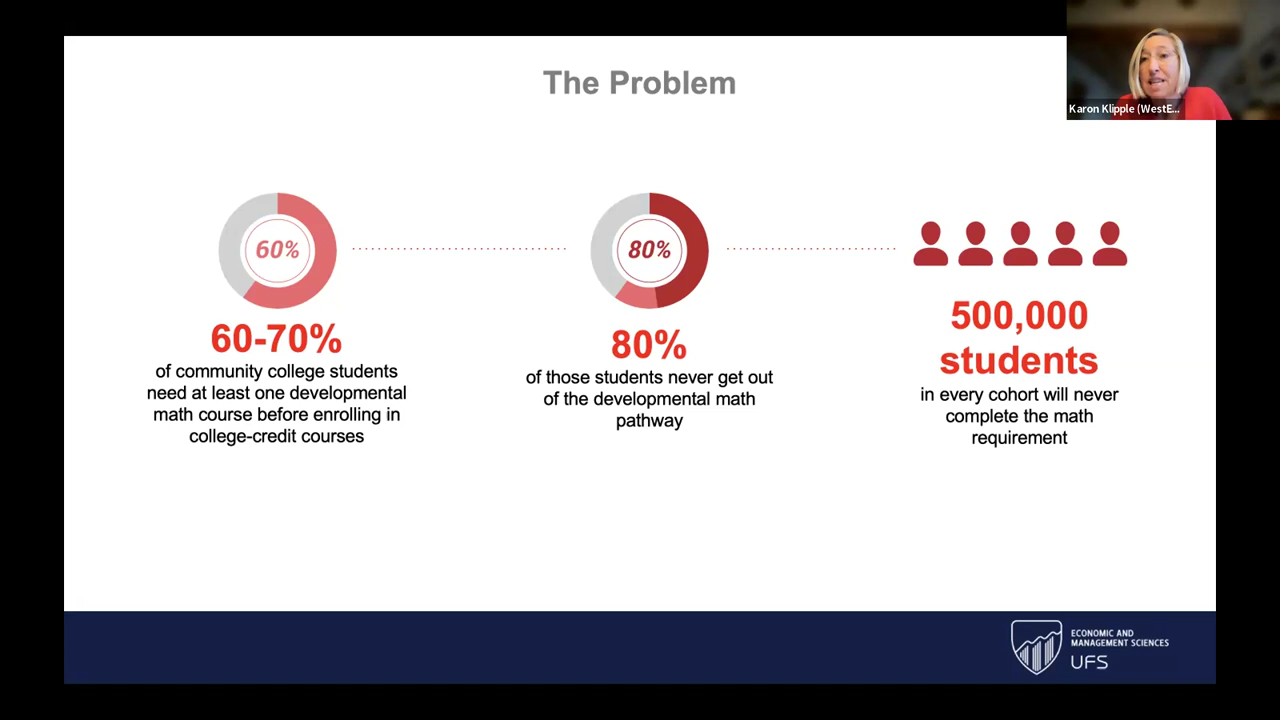 The Problem
Karon Klipple (WestE...
60%
60-70%
of community college students
need at least one developmental
math course before enrolling in
college-credit courses
80%
80%
of those students never get out
of the developmental math
pathway
500,000
students
in every cohort will never
complete the math
requirement
ECONOMIC AND
MANAGEMENT SCIENCES
UFS